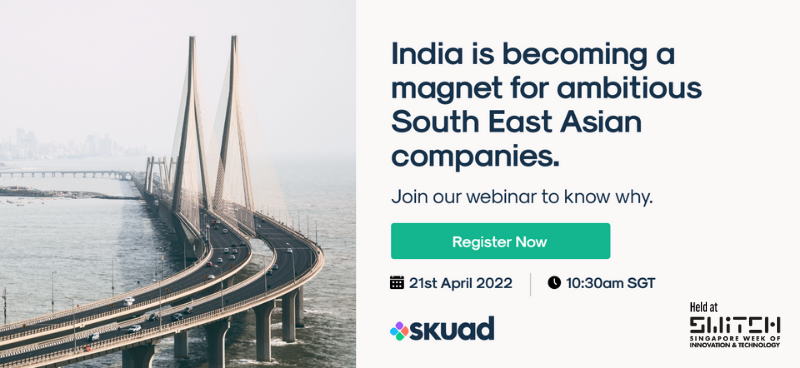 India is becoming a
magnet for ambitious
South East Asian
companies.
Join our webinar to know why.
Register Now
21st April 2022
10:30am SGT
skuad
Held at
SWITCH
SINGAPORE WEEK OF
INNOVATION & TECHNOLOGY